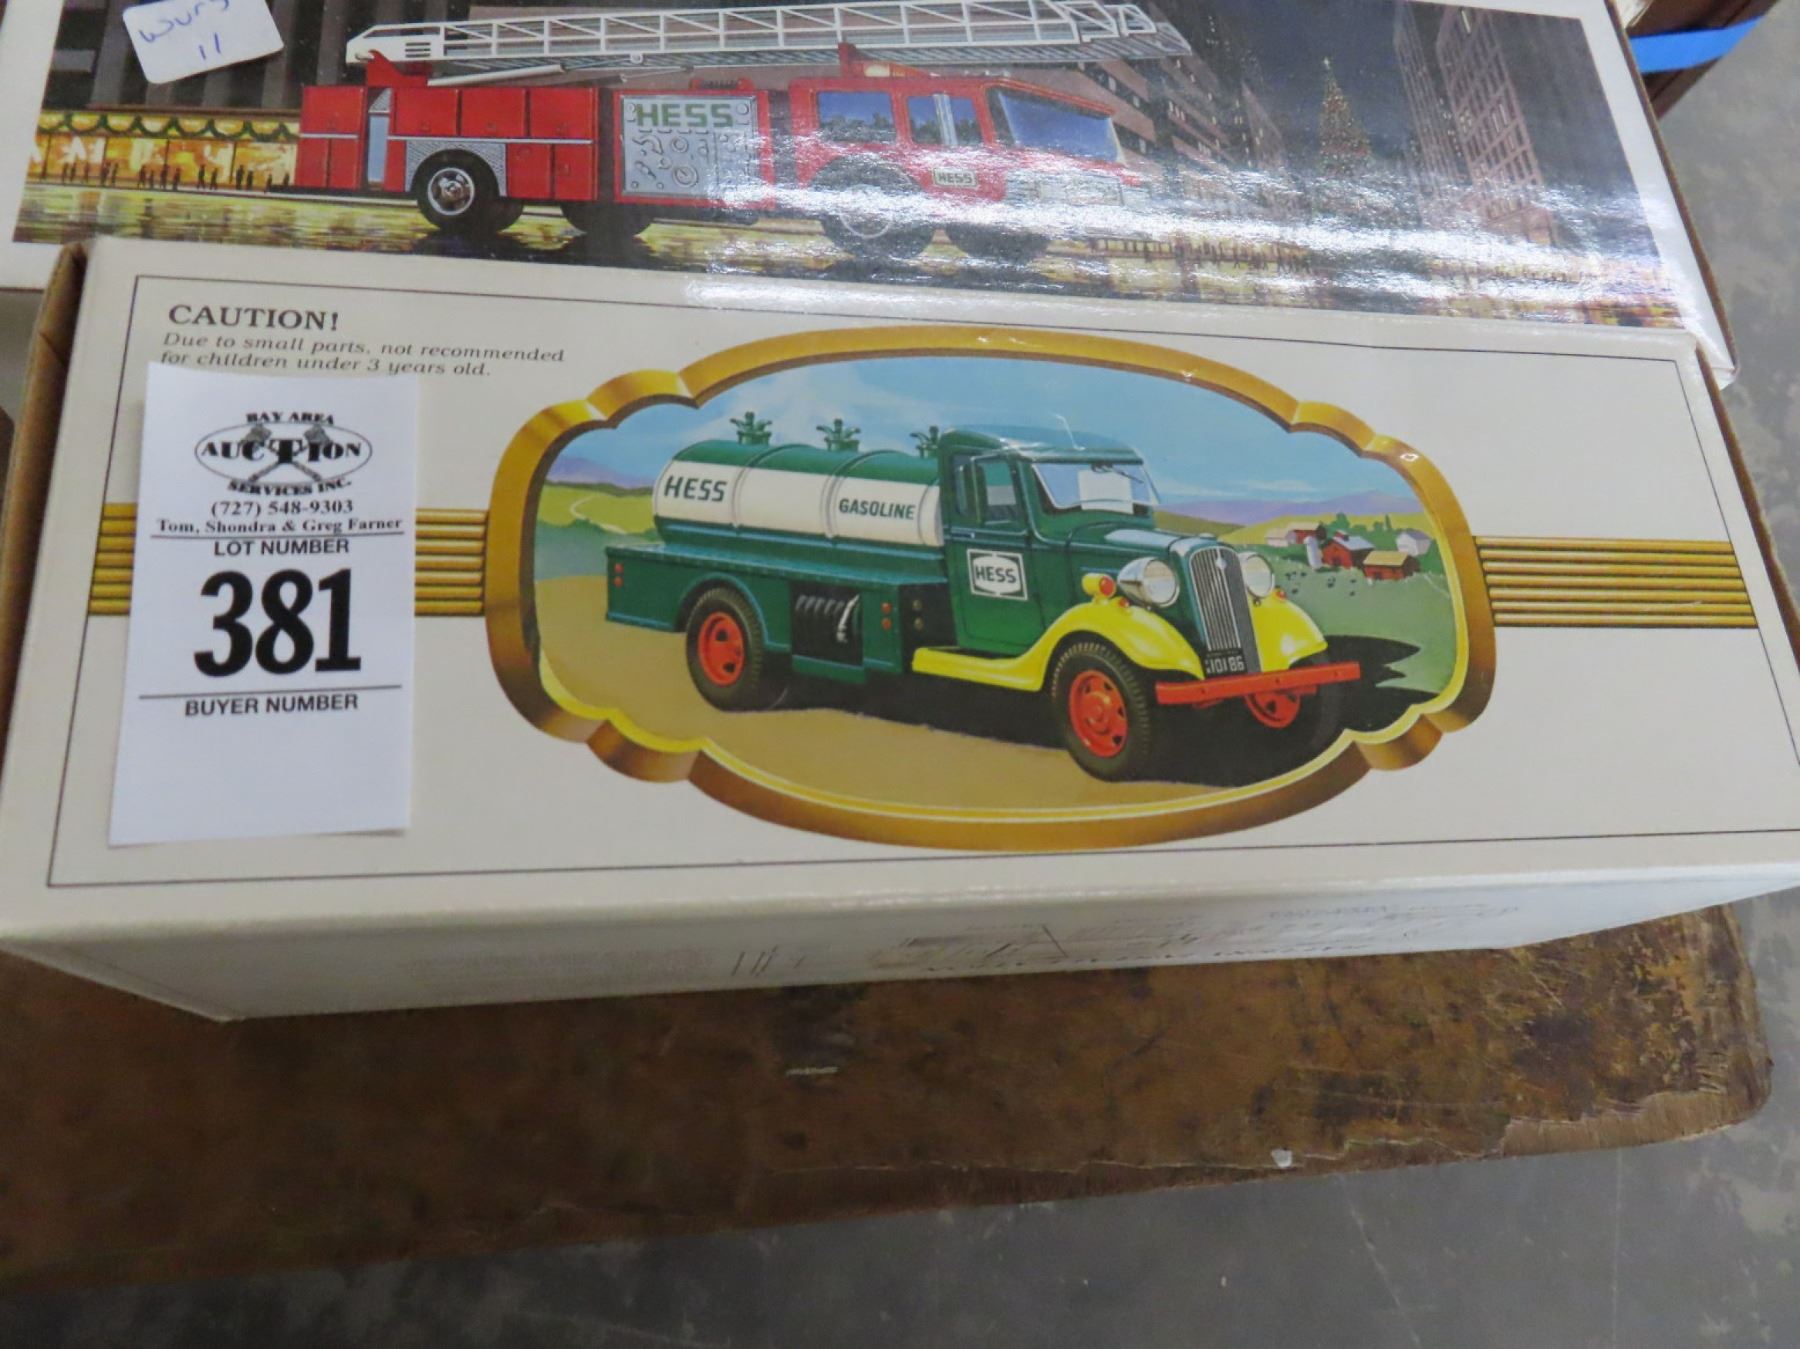 11
HESS
HESS
CAUTION!
Due to small parts, not recommended
for children under 3 years old.
BAY AREA
AUCTION
SERVICES INC.
(727) 548-9303
Tom, Shondra & Greg Farner
LOT NUMBER
381
BUYER NUMBER
HESS
GASOLINE
HESS